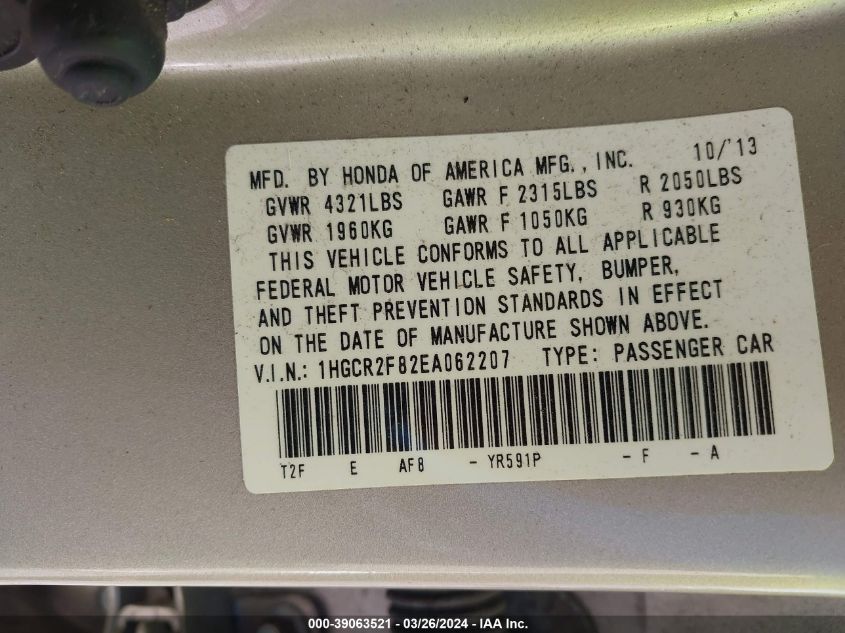 MFD. BY HONDA OF AMERICA MFG., INC. 10/'13
GVWR 4321LBS GAWR F 2315LBS R 2050LBS
GVWR 1960KG GAWR F 1050KG R 930KG
THIS VEHICLE CONFORMS TO ALL APPLICABLE
FEDERAL MOTOR VEHICLE SAFETY, BUMPER,
AND THEFT PREVENTION STANDARDS IN EFFECT
ON THE DATE OF MANUFACTURE SHOWN ABOVE.
V.I.N.: 1HGCR2F82EA062207 TYPE: PASSENGER CAR
T2F E AF8 - YR591P - F - A
000-39063521 / 03/26/2024 - IAA Inc.